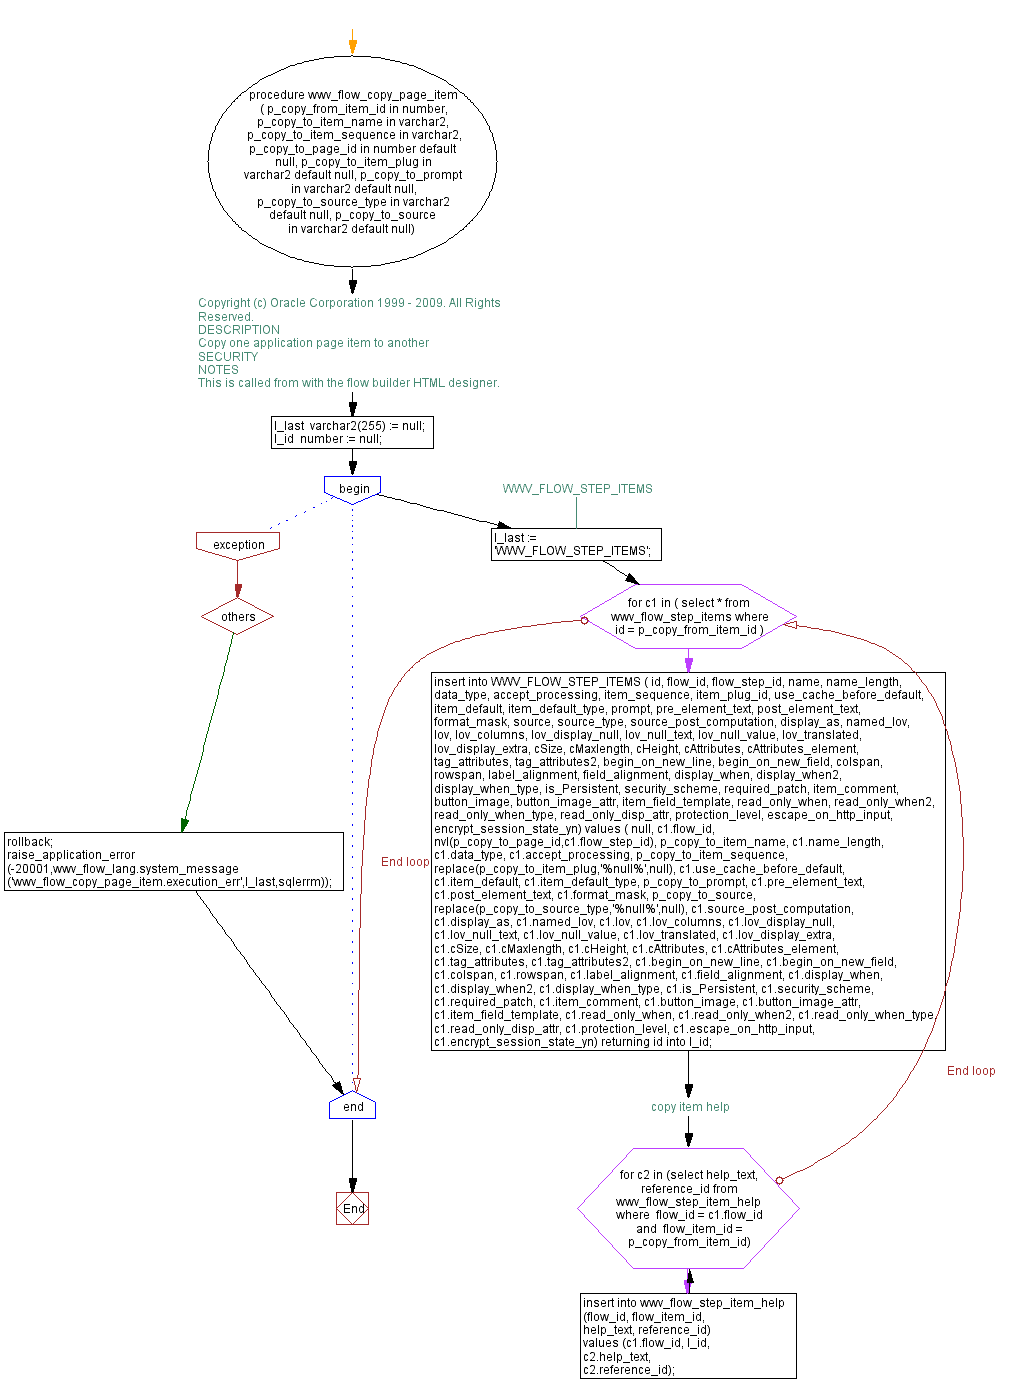 procedure wwv_flow_copy_page_item
( p_copy_from_item_id in number,
p_copy_to_item_name in varchar2,
p_copy_to_item_sequence in varchar2,
p_copy_to_page_id in number default
null, p_copy_to_item_plug in
varchar2 default null, p_copy_to_prompt
in varchar2 default null,
p_copy_to_source_type in varchar2
default null, p_copy_to_source
in varchar2 default null)
Copyright (c) Oracle Corporation 1999 - 2009. All Rights
Reserved.
DESCRIPTION
Copy one application page item to another
SECURITY
NOTES
This is called from with the flow builder HTML designer.
l_last varchar2(255) := null;
l_id number := null;
begin
WWV_FLOW_STEP_ITEMS
exception
l_last :=
'WWV_FLOW_STEP_ITEMS';
others
for c1 in ( select * from
wwv_flow_step_items where
id = p_copy_from_item_id )
insert into WWV_FLOW_STEP_ITEMS ( id, flow_id, flow_step_id, name, name_length,
data_type, accept_processing, item_sequence, item_plug_id, use_cache_before_default,
item_default, item_default_type, prompt, pre_element_text, post_element_text,
format_mask, source, source_type, source_post_computation, display_as, named_lov,
lov, lov_columns, lov_display_null, lov_null_text, lov_null_value, lov_translated,
lov_display_extra, cSize, cMaxlength, cHeight, cAttributes, cAttributes_element,
tag_attributes, tag_attributes2, begin_on_new_line, begin_on_new_field, colspan,
rowspan, label_alignment, field_alignment, display_when, display_when2,
display_when_type, is_Persistent, security_scheme, required_patch, item_comment,
button_image, button_image_attr, item_field_template, read_only_when, read_only_when2,
read_only_when_type, read_only_disp_attr, protection_level, escape_on_http_input,
encrypt_session_state_yn) values ( null, c1.flow_id,
nvl(p_copy_to_page_id,c1.flow_step_id), p_copy_to_item_name, c1.name_length,
c1.data_type, c1.accept_processing, p_copy_to_item_sequence,
replace(p_copy_to_item_plug,'%null%',null), c1.use_cache_before_default,
c1.item_default, c1.item_default_type, p_copy_to_prompt, c1.pre_element_text,
c1.post_element_text, c1.format_mask, p_copy_to_source,
replace(p_copy_to_source_type,'%null%',null), c1.source_post_computation,
c1.display_as, c1.named_lov, c1.lov, c1.lov_columns, c1.lov_display_null,
c1.lov_null_text, c1.lov_null_value, c1.lov_translated, c1.lov_display_extra,
c1.cSize, c1.cMaxlength, c1.cHeight, c1.cAttributes, c1.cAttributes_element,
c1.tag_attributes, c1.tag_attributes2, c1.begin_on_new_line, c1.begin_on_new_field,
c1.colspan, c1.rowspan, c1.label_alignment, c1.field_alignment, c1.display_when,
c1.display_when2, c1.display_when_type, c1.is_Persistent, c1.security_scheme,
c1.required_patch, c1.item_comment, c1.button_image, c1.button_image_attr,
c1.item_field_template, c1.read_only_when, c1.read_only_when2, c1.read_only_when_type,
c1.read_only_disp_attr, c1.protection_level, c1.escape_on_http_input,
c1.encrypt_session_state_yn) returning id into l_id;
rollback;
raise_application_error
(-20001,wwv_flow_lang.system_message
('wwv_flow_copy_page_item.execution_err',l_last,sqlerrm));
End loop
End loop
end
copy item help
for c2 in (select help_text,
reference_id from
wwv_flow_step_item_help
where flow_id = c1.flow_id
and flow_item_id =
p_copy_from_item_id)
End
insert into wwv_flow_step_item_help
(flow_id, flow_item_id,
help_text, reference_id)
values (c1.flow_id, l_id,
c2.help_text,
c2.reference_id);